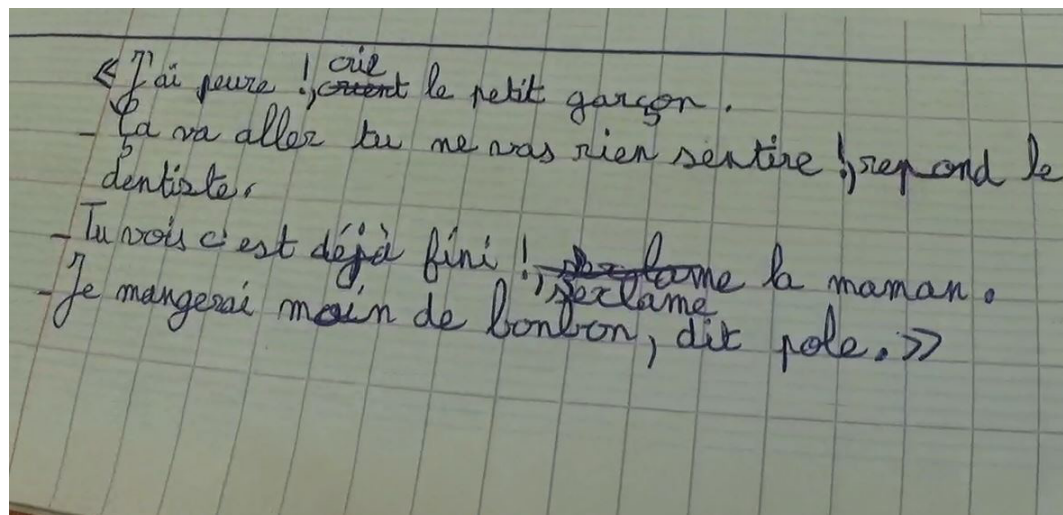 « J'ai peure !, crie le petit garçon.
- Ça va aller tu ne vas rien sentire !, repond le
dentiste.
- Tu vois c'est déjà fini !, s'exlame la maman.
- Je mangerai moin de bonbon, dit pole. »